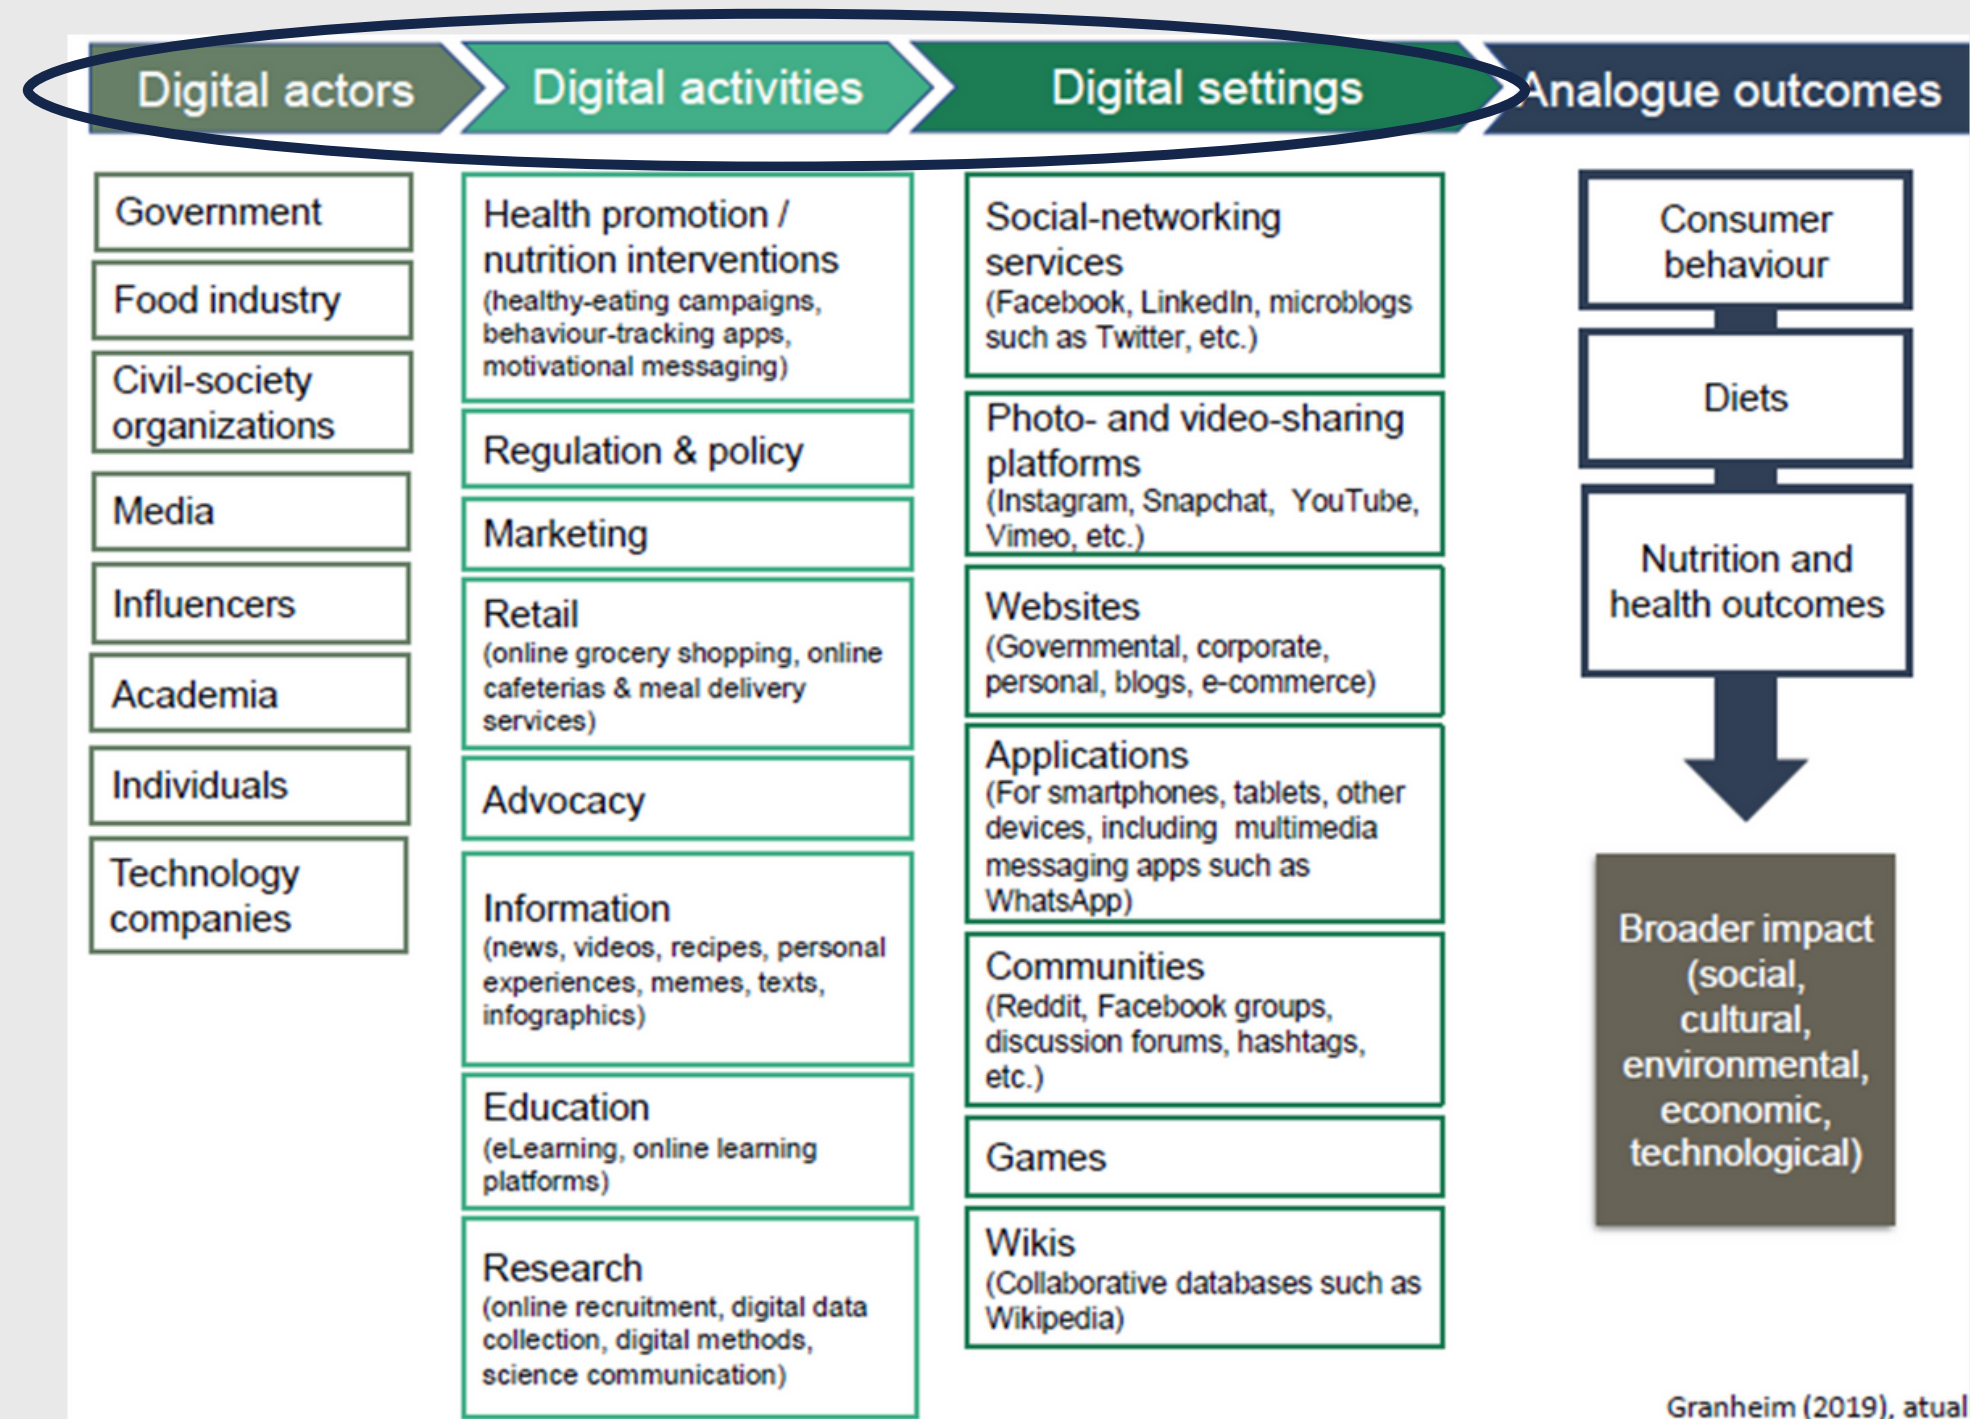 Digital actors
Digital activities
Digital settings
Analogue outcomes
Government
Food industry
Civil-society
organizations
Media
Influencers
Academia
Individuals
Technology
companies
Health promotion /
nutrition interventions
(healthy-eating campaigns,
behaviour-tracking apps,
motivational messaging)
Regulation & policy
Marketing
Retail
(online grocery shopping, online
cafeterias & meal delivery
services)
Advocacy
Information
(news, videos, recipes, personal
experiences, memes, texts,
infographics)
Education
(eLearning, online learning
platforms)
Research
(online recruitment, digital data
collection, digital methods,
science communication)
Social-networking
services
(Facebook, LinkedIn, microblogs
such as Twitter, etc.)
Photo- and video-sharing
platforms
(Instagram, Snapchat, YouTube,
Vimeo, etc.)
Websites
(Governmental, corporate,
personal, blogs, e-commerce)
Applications
(For smartphones, tablets, other
devices, including multimedia
messaging apps such as
WhatsApp)
Communities
(Reddit, Facebook groups,
discussion forums, hashtags,
etc.)
Games
Wikis
(Collaborative databases such as
Wikipedia)
Consumer
behaviour
Diets
Nutrition and
health outcomes
Broader impact
(social,
cultural,
environmental,
economic,
technological)
Granheim (2019), atual